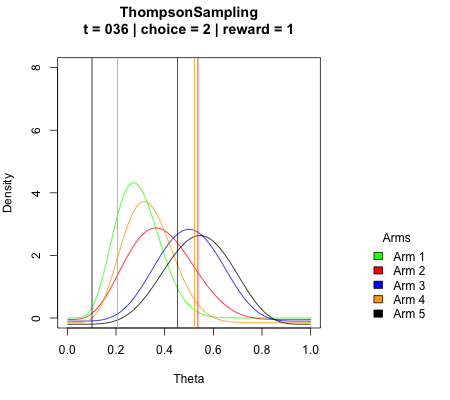 ThompsonSampling
t = 036 | choice = 2 | reward = 1
Density
8
6
4
2
0
0.0 0.2 0.4 0.6 0.8 1.0
Theta
Arms
Arm 1
Arm 2
Arm 3
Arm 4
Arm 5